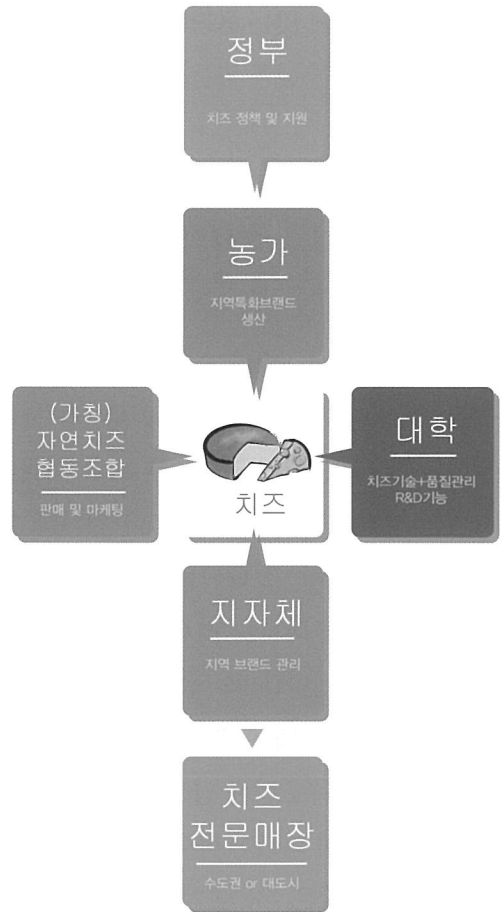 정부
치즈 정책 및 지원
농가
지역특화브랜드
생산
(가칭)
자연치즈
협동조합
판매 및 마케팅
치즈
대학
치즈기술+품질관리
R&D기능
지자체
지역 브랜드 관리
치즈
전문매장
수도권 or 대도시